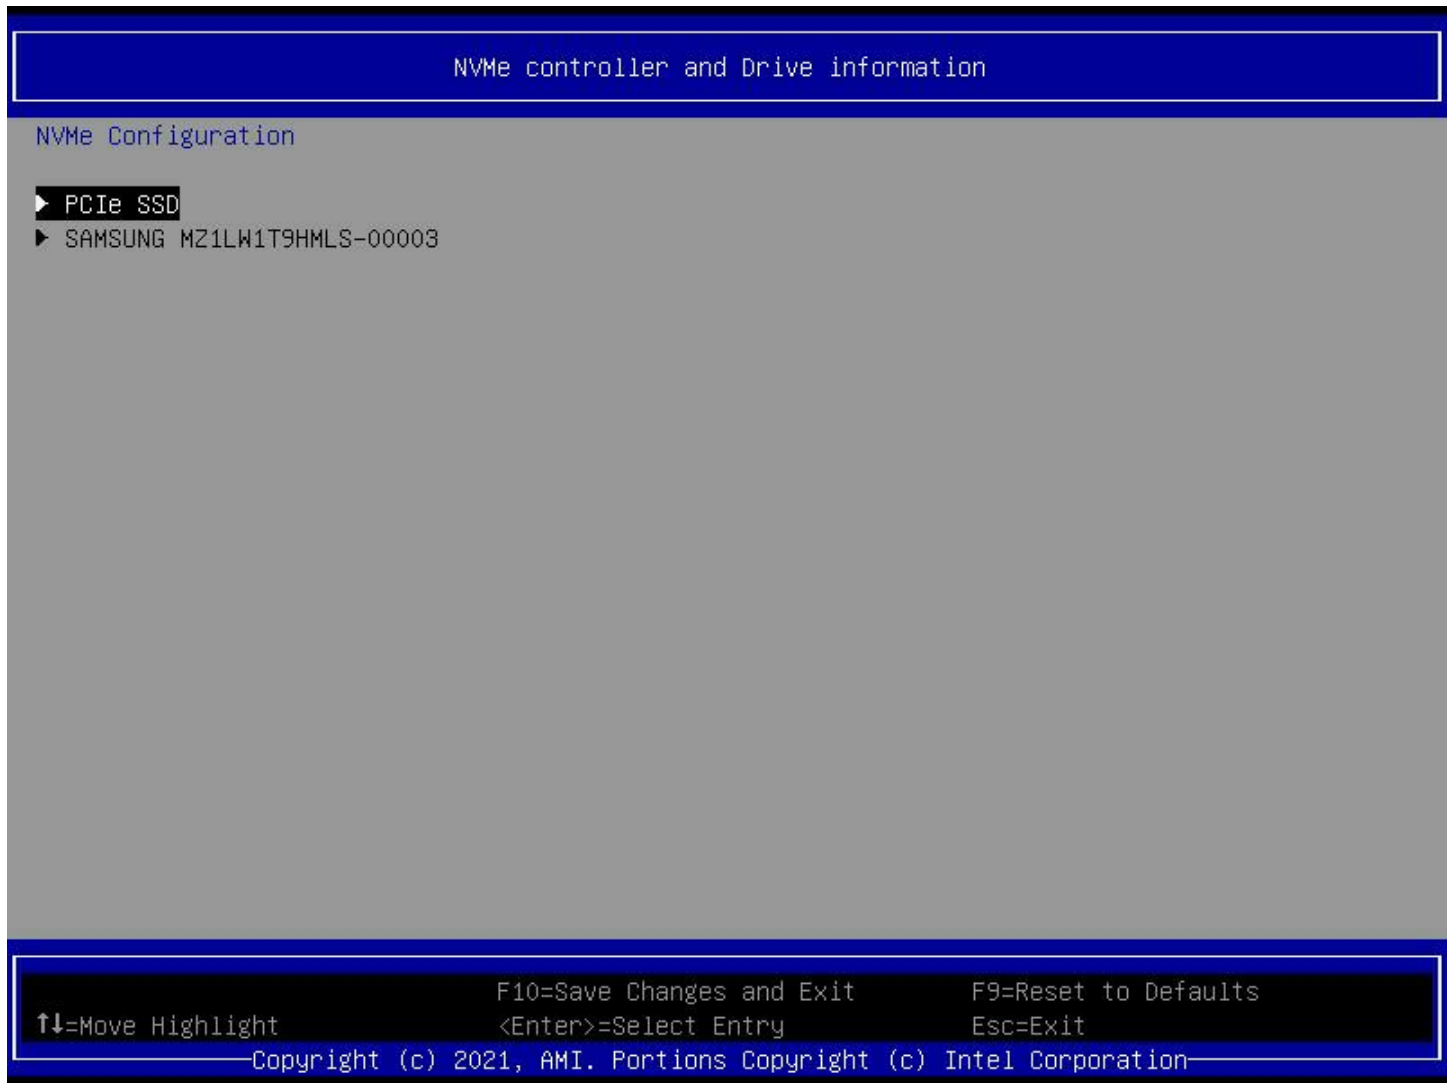 NVMe controller and Drive information
NVMe Configuration
▶ PCIe SSD
▶ SAMSUNG MZ1LW1T9HMLS-00003
F10=Save Changes and Exit F9=Reset to Defaults
↑↓=Move Highlight <Enter>=Select Entry Esc=Exit
Copyright (c) 2021, AMI. Portions Copyright (c) Intel Corporation